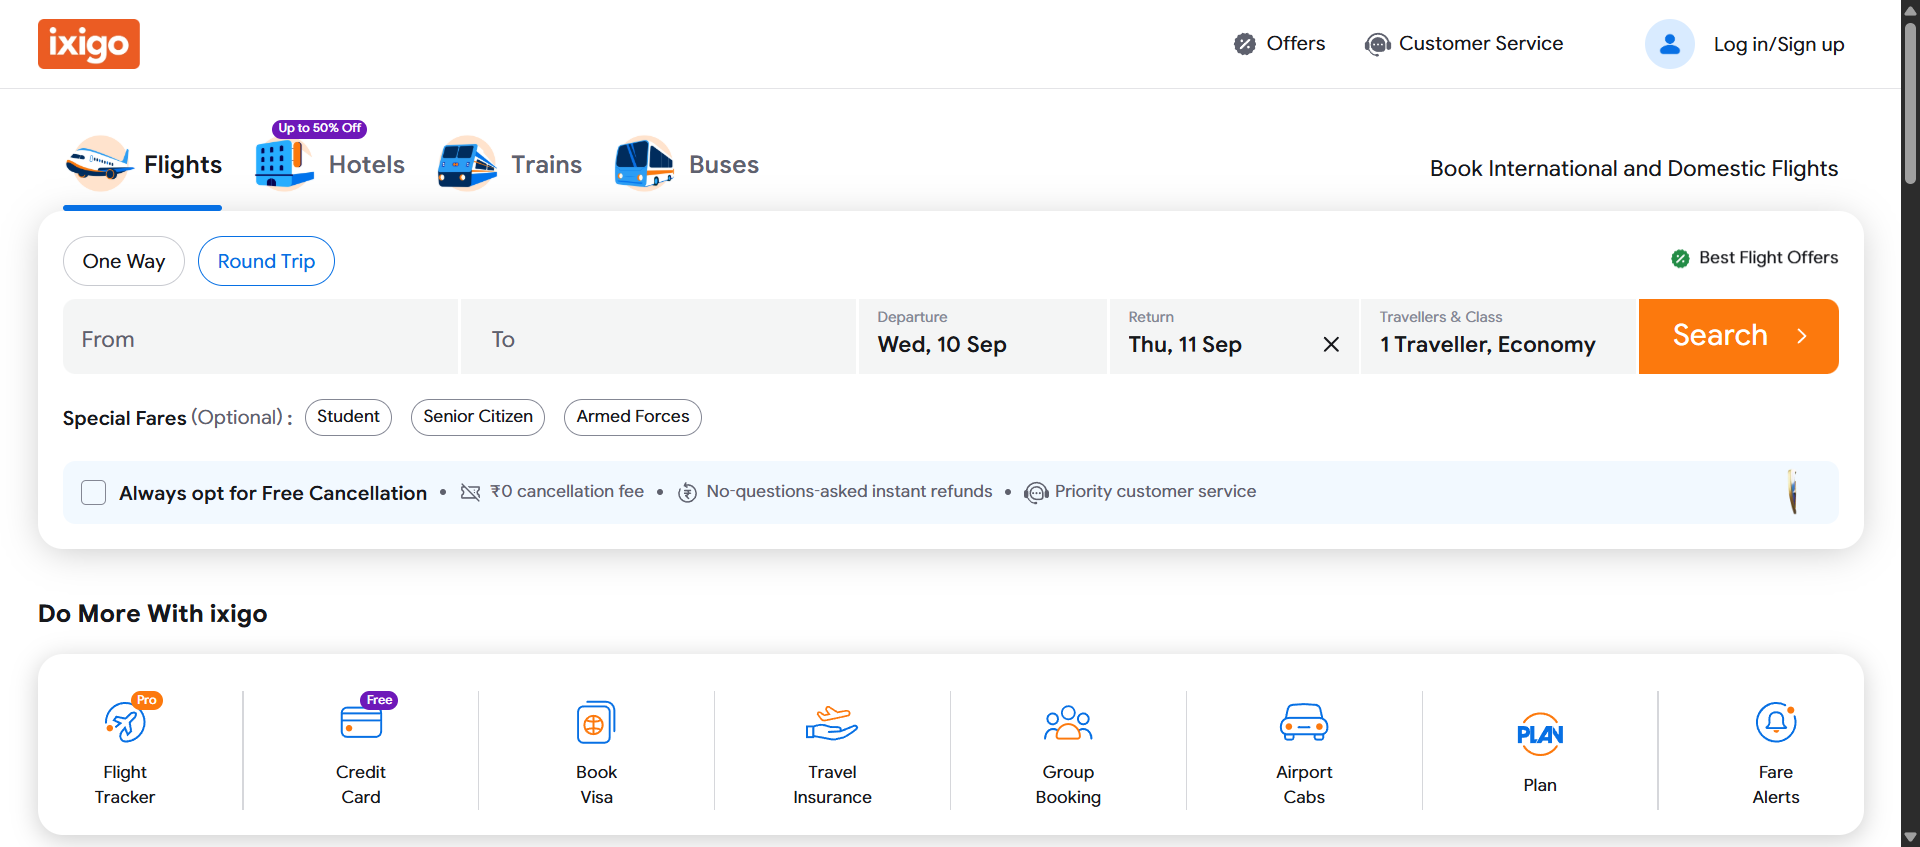 ixigo
Offers
Customer Service
Log in/Sign up
Up to 50% Off
Flights
Hotels
Trains
Buses
Book International and Domestic Flights
One Way
Round Trip
Best Flight Offers
From
To
Departure
Wed, 10 Sep
Return
Thu, 11 Sep
Travellers & Class
1 Traveller, Economy
Search
Special Fares (Optional) :
Student
Senior Citizen
Armed Forces
Always opt for Free Cancellation • ₹0 cancellation fee • No-questions-asked instant refunds • Priority customer service
Do More With ixigo
Pro
Flight
Tracker
Free
Credit
Card
Book
Visa
Travel
Insurance
Group
Booking
Airport
Cabs
PLAN
Plan
Fare
Alerts